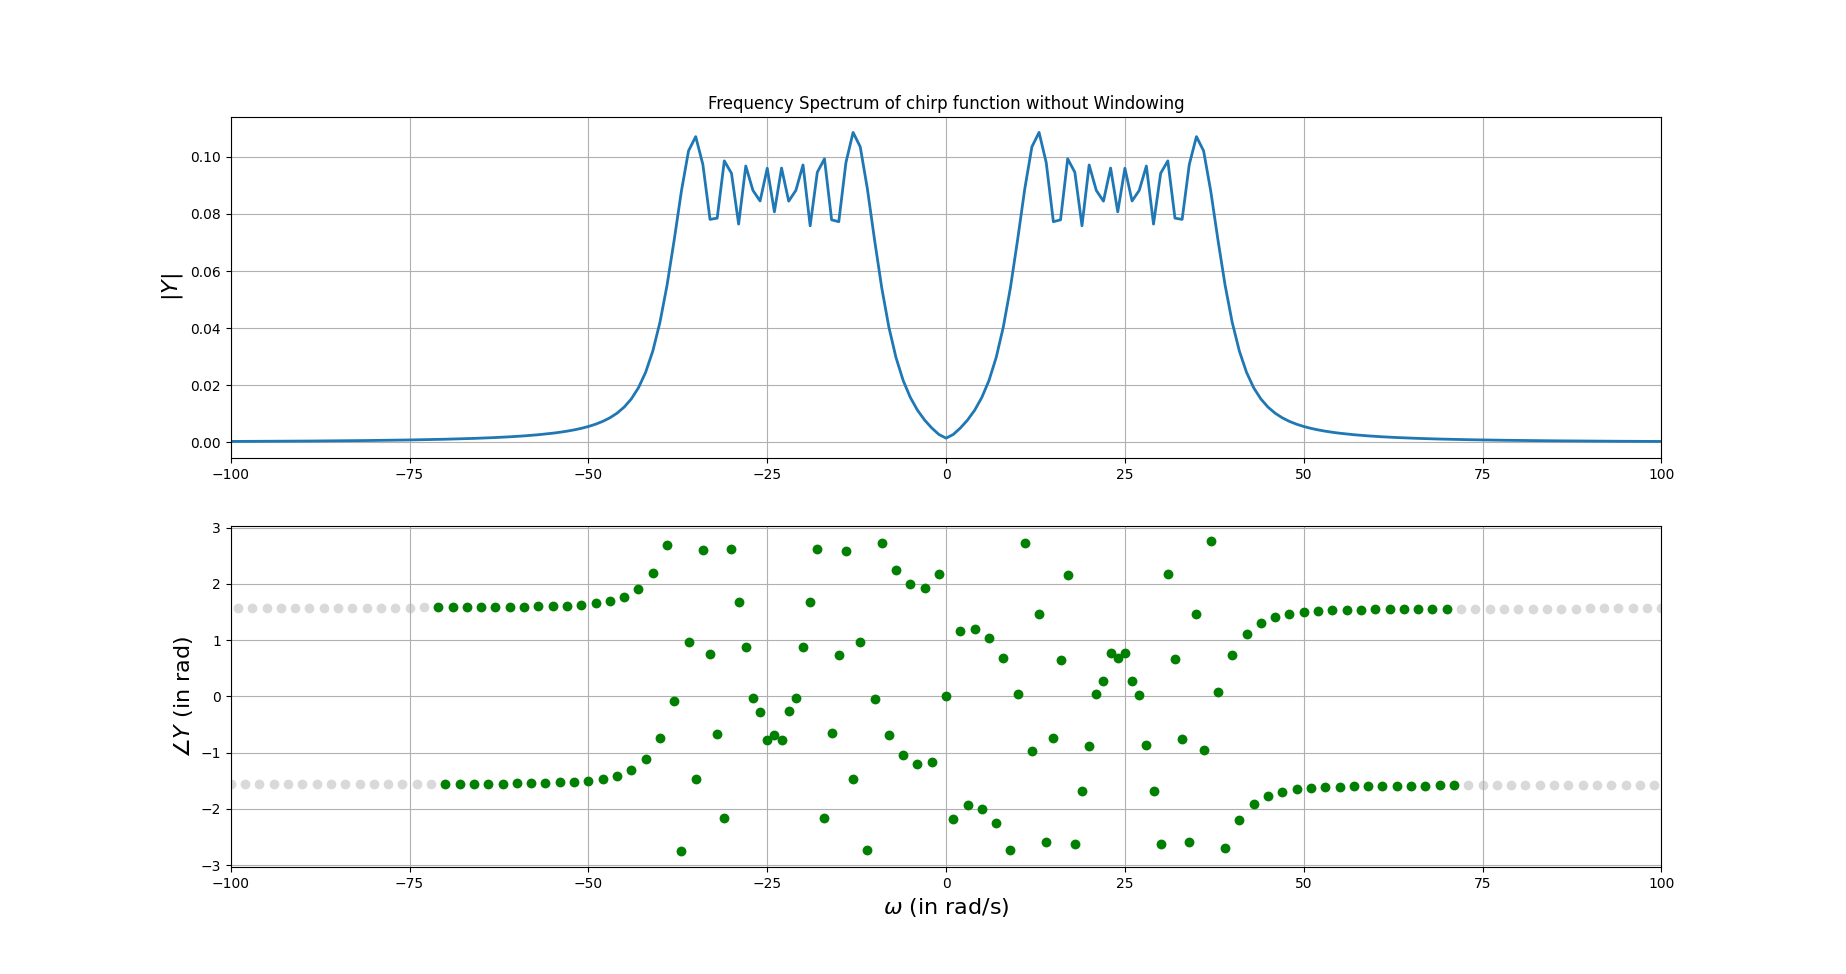 Frequency Spectrum of chirp function without Windowing
|Y|
0.10
0.08
0.06
0.04
0.02
0.00
−100 −75 −50 −25 0 25 50 75 100
∠Y (in rad)
3
2
1
0
−1
−2
−3
−100 −75 −50 −25 0 25 50 75 100
ω (in rad/s)